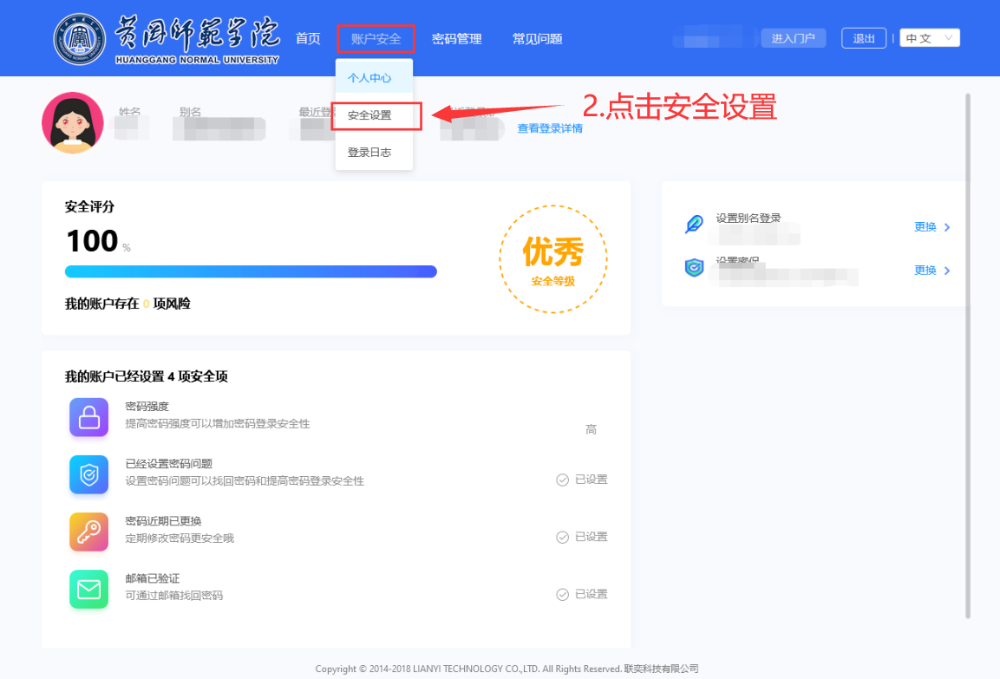 黄冈师范学院
HUANGGANG NORMAL UNIVERSITY
首页 账户安全 密码管理 常见问题 进入门户 退出 | 中 文
个人中心
安全设置
登录日志
2.点击安全设置
姓名 别名 最近登
查看登录详情
安全评分
100 %
我的账户存在 0 项风险
优秀
安全等级
设置别名登录
更换
设置密保
更换
我的账户已经设置 4 项安全项
密码强度
提高密码强度可以增加密码登录安全性
高
已经设置密码问题
设置密码问题可以找回密码和提高密码登录安全性
已设置
密码近期已更换
定期修改密码更安全哦
已设置
邮箱已验证
可通过邮箱找回密码
已设置
Copyright © 2014-2018 LIANYI TECHNOLOGY CO.,LTD. All Rights Reserved. 联奕科技有限公司